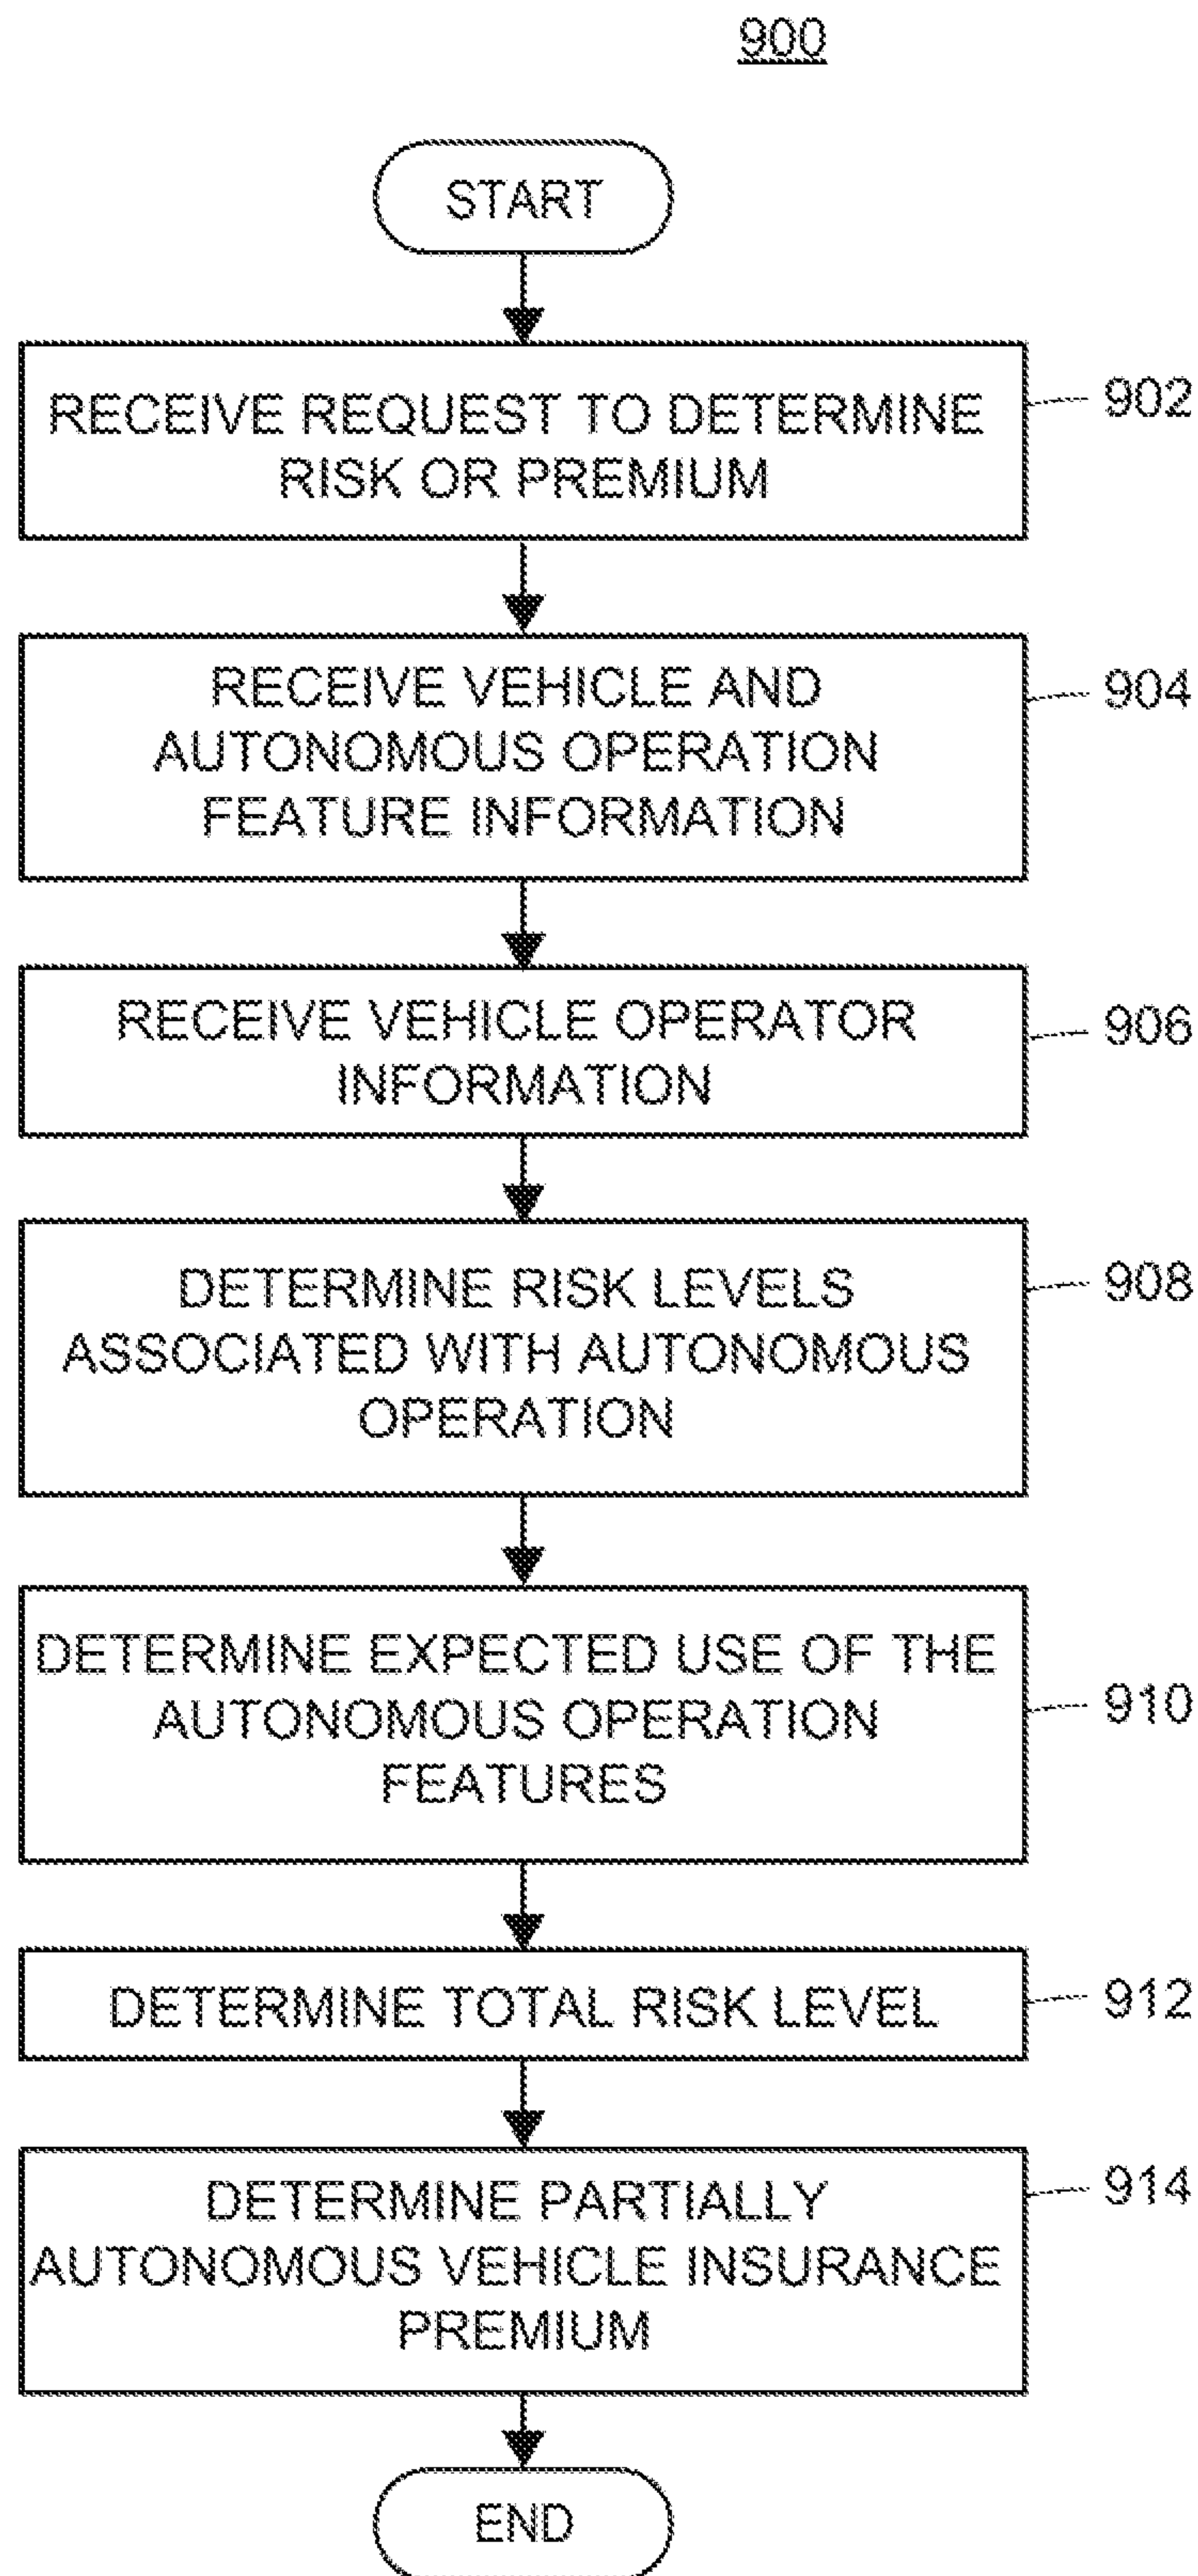 900
START
RECEIVE REQUEST TO DETERMINE
RISK OR PREMIUM
902
RECEIVE VEHICLE AND
AUTONOMOUS OPERATION
FEATURE INFORMATION
904
RECEIVE VEHICLE OPERATOR
INFORMATION
906
DETERMINE RISK LEVELS
ASSOCIATED WITH AUTONOMOUS
OPERATION
908
DETERMINE EXPECTED USE OF THE
AUTONOMOUS OPERATION
FEATURES
910
DETERMINE TOTAL RISK LEVEL
912
DETERMINE PARTIALLY
AUTONOMOUS VEHICLE INSURANCE
PREMIUM
914
END